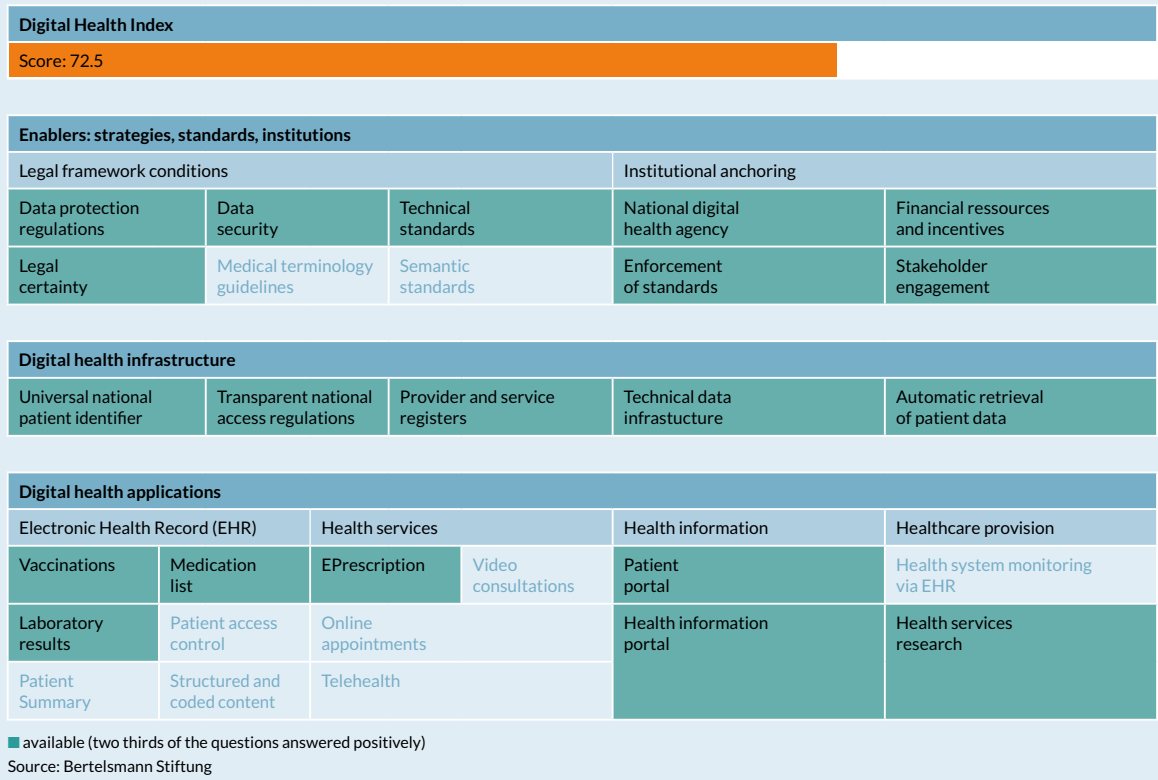 Digital Health Index
Score: 72.5
Enablers: strategies, standards, institutions
Legal framework conditions
Institutional anchoring
Data protection
regulations
Data
security
Technical
standards
National digital
health agency
Financial ressources
and incentives
Legal
certainty
Medical terminology
guidelines
Semantic
standards
Enforcement
of standards
Stakeholder
engagement
Digital health infrastructure
Universal national
patient identifier
Transparent national
access regulations
Provider and service
registers
Technical data
infrastucture
Automatic retrieval
of patient data
Digital health applications
Electronic Health Record (EHR)
Health services
Health information
Healthcare provision
Vaccinations
Medication
list
EPrescription
Video
consultations
Patient
portal
Health system monitoring
via EHR
Laboratory
results
Patient access
control
Online
appointments
Health information
portal
Health services
research
Patient
Summary
Structured and
coded content
Telehealth
available (two thirds of the questions answered positively)
Source: Bertelsmann Stiftung